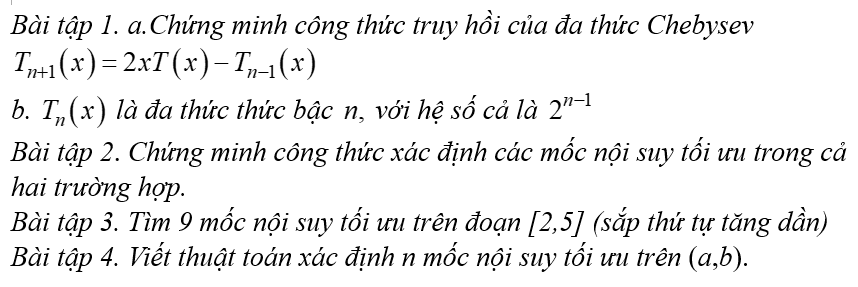 Bài tập 1. a.Chứng minh công thức truy hồi của đa thức Chebysev
Tₙ₊₁(x) = 2xT(x) − Tₙ₋₁(x)
b. Tₙ(x) là đa thức thức bậc n, với hệ số cả là 2ⁿ⁻¹
Bài tập 2. Chứng minh công thức xác định các mốc nội suy tối ưu trong cả
hai trường hợp.
Bài tập 3. Tìm 9 mốc nội suy tối ưu trên đoạn [2,5] (sắp thứ tự tăng dần)
Bài tập 4. Viết thuật toán xác định n mốc nội suy tối ưu trên (a,b).